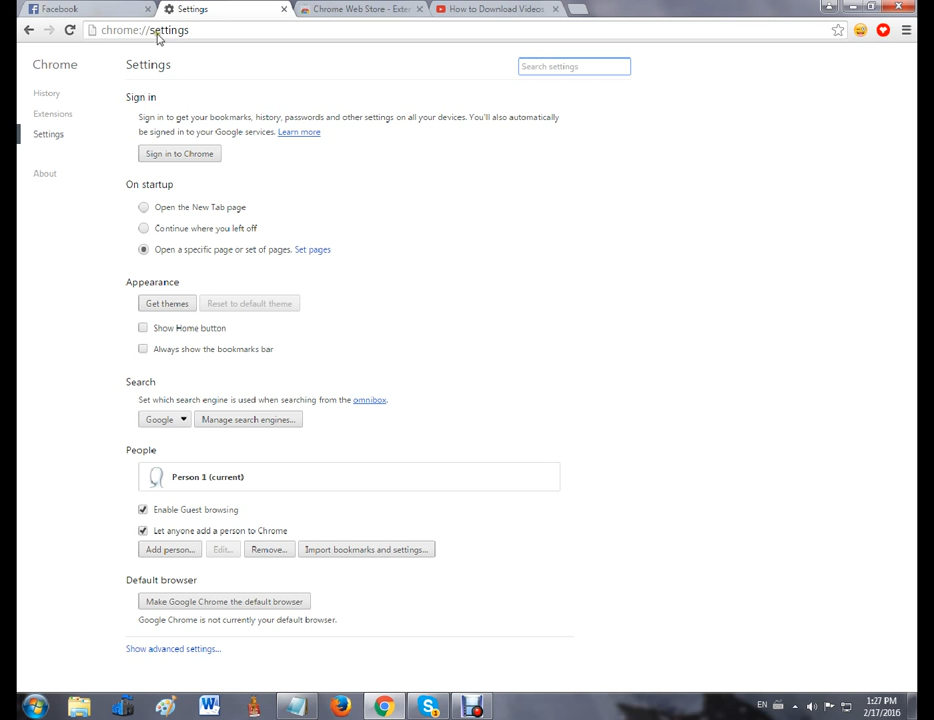 Facebook
Settings
Chrome Web Store - Exte
How to Download Videos
chrome://settings
Chrome
Settings
Search settings
History
Extensions
Settings
About
Sign in
Sign in to get your bookmarks, history, passwords and other settings on all your devices. You'll also automatically
be signed in to your Google services. Learn more
Sign in to Chrome
On startup
Open the New Tab page
Continue where you left off
Open a specific page or set of pages. Set pages
Appearance
Get themes
Reset to default theme
Show Home button
Always show the bookmarks bar
Search
Set which search engine is used when searching from the omnibox.
Google
Manage search engines...
People
Person 1 (current)
Enable Guest browsing
Let anyone add a person to Chrome
Add person...
Edit...
Remove...
Import bookmarks and settings...
Default browser
Make Google Chrome the default browser
Google Chrome is not currently your default browser.
Show advanced settings...
EN
1:27 PM
2/17/2016